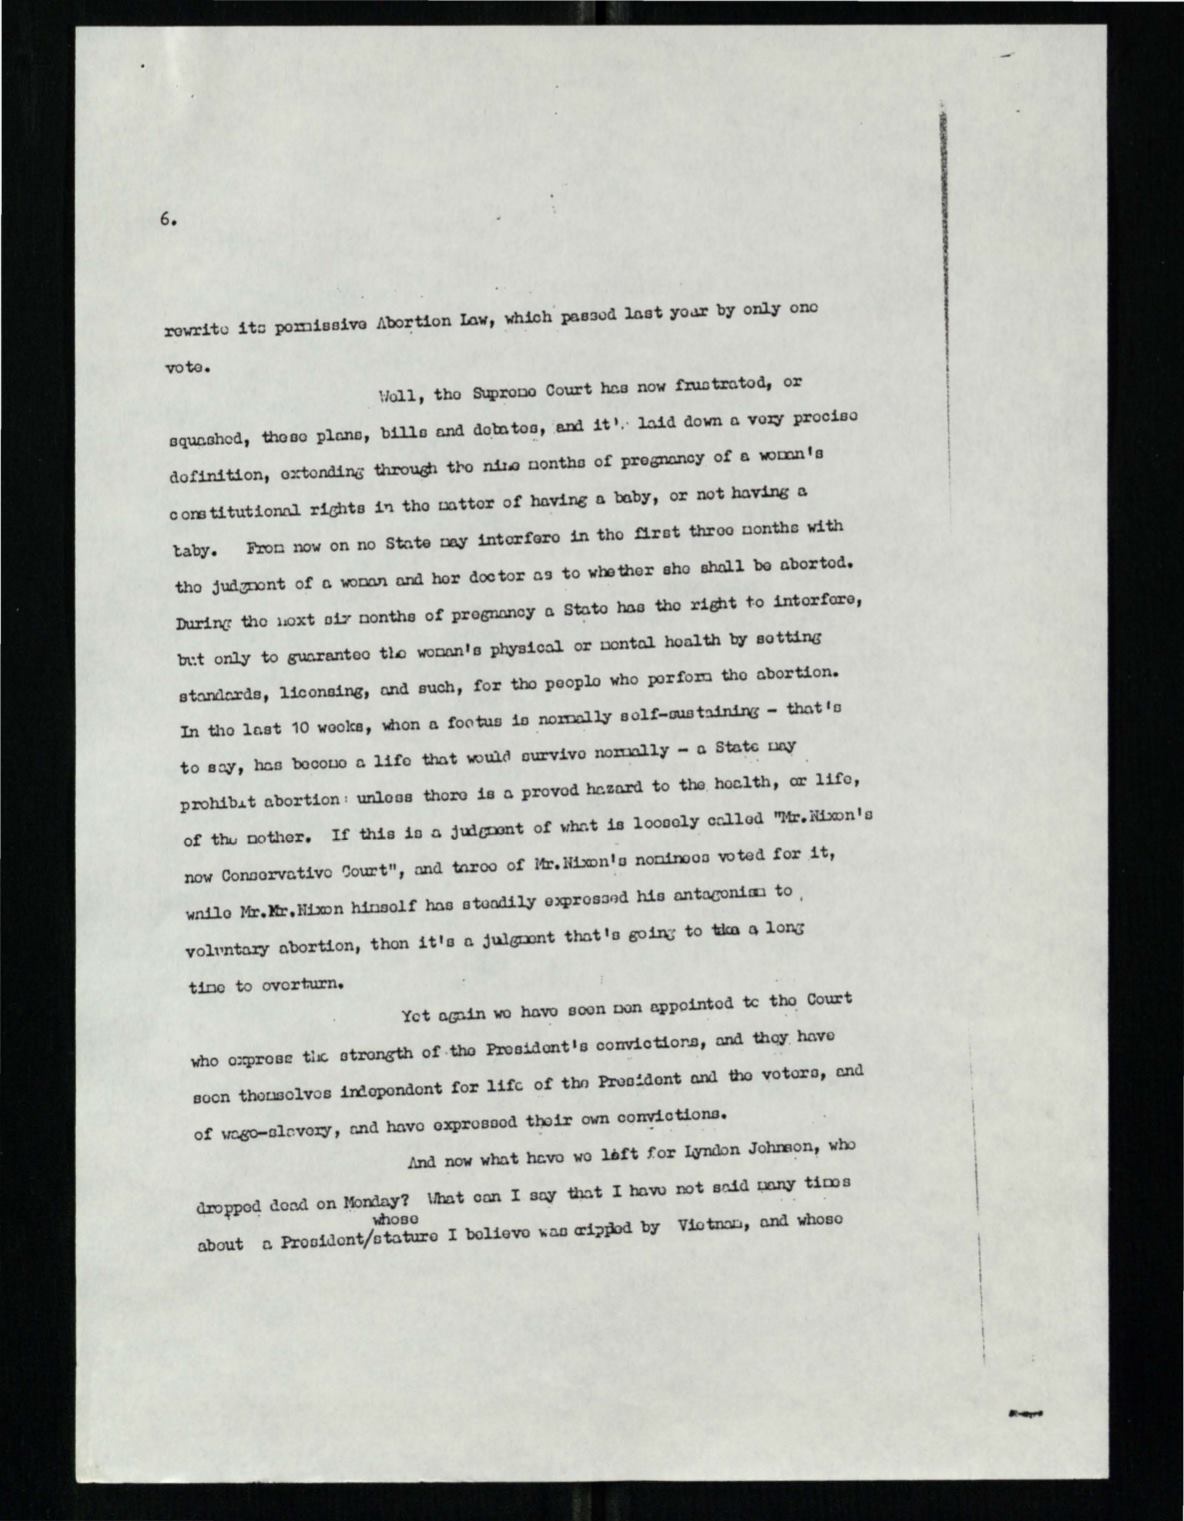 6.
rewrite its permissive Abortion Law, which passed last year by only one
vote.
Well, the Supreme Court has now frustrated, or
squashed, these plans, bills and debates, and it's laid down a very precise
definition, extending through the nine months of pregnancy of a woman's
constitutional rights in the matter of having a baby, or not having a
baby. From now on no State may interfere in the first three months with
the judgment of a woman and her doctor as to whether she shall be aborted.
During the next six months of pregnancy a State has the right to interfere,
but only to guarantee the woman's physical or mental health by setting
standards, licensing, and such, for the people who perform the abortion.
In the last 10 weeks, when a foetus is normally self-sustaining - that's
to say, has become a life that would survive normally - a State may
prohibit abortion: unless there is a proved hazard to the health, or life,
of the mother. If this is a judgment of what is loosely called "Mr.Nixon's
now Conservative Court", and three of Mr.Nixon's nominees voted for it,
while Mr.Mr.Nixon himself has steadily expressed his antagonism to
voluntary abortion, then it's a julgment that's going to tka a long
time to overturn.
Yet again we have seen men appointed to the Court
who express the strength of the President's convictions, and they have
seen themselves independent for life of the President and the voters, and
of wage-slavery, and have expressed their own convictions.
And now what have we left for Lyndon Johnson, who
dropped dead on Monday? What can I say that I have not said many times
whose
about a President/stature I believe was crippled by Vietnam, and whose